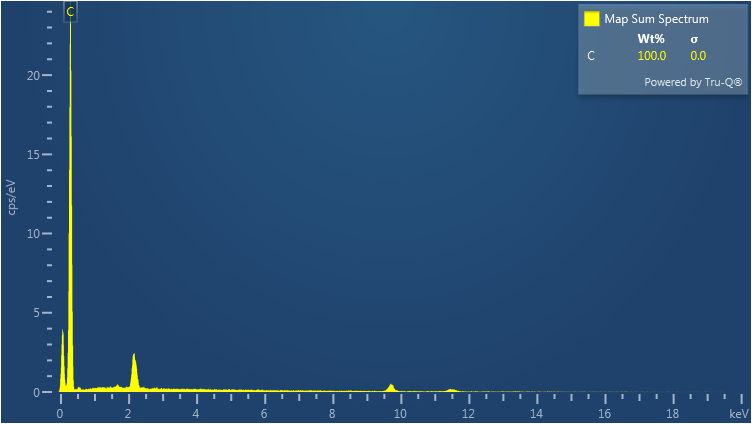 C
Map Sum Spectrum
Wt% σ
C 100.0 0.0
Powered by Tru-Q®
cps/eV
20
15
10
5
0
0 2 4 6 8 10 12 14 16 18 keV